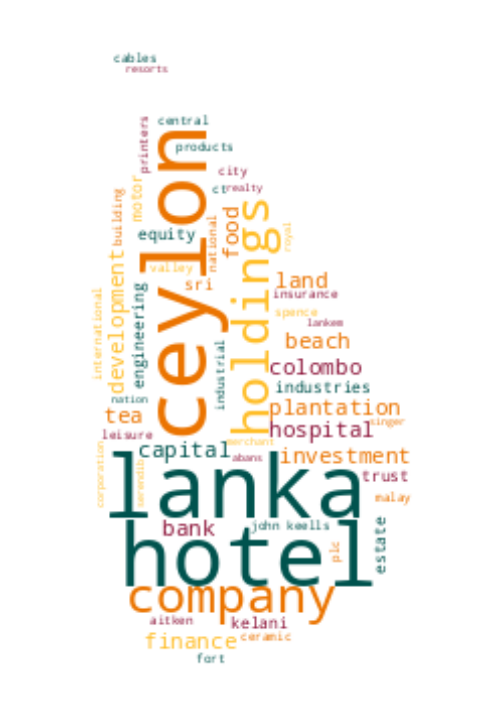 cables
resorts
central
printers
ceylon
products
city
motor
ct
realty
building
national
food
holdings
royal
equity
valley
sri
land
development
engineering
international
insurance
spence
lankem
nation
industrial
beach
colombo
industries
tea
plantation
singer
leisure
hospital
merchant
capital
abans
investment
corporation
serendib
lanka
trust
malay
bank
john keells
estate
hotel
plc
company
aitken
kelani
finance
ceramic
fort